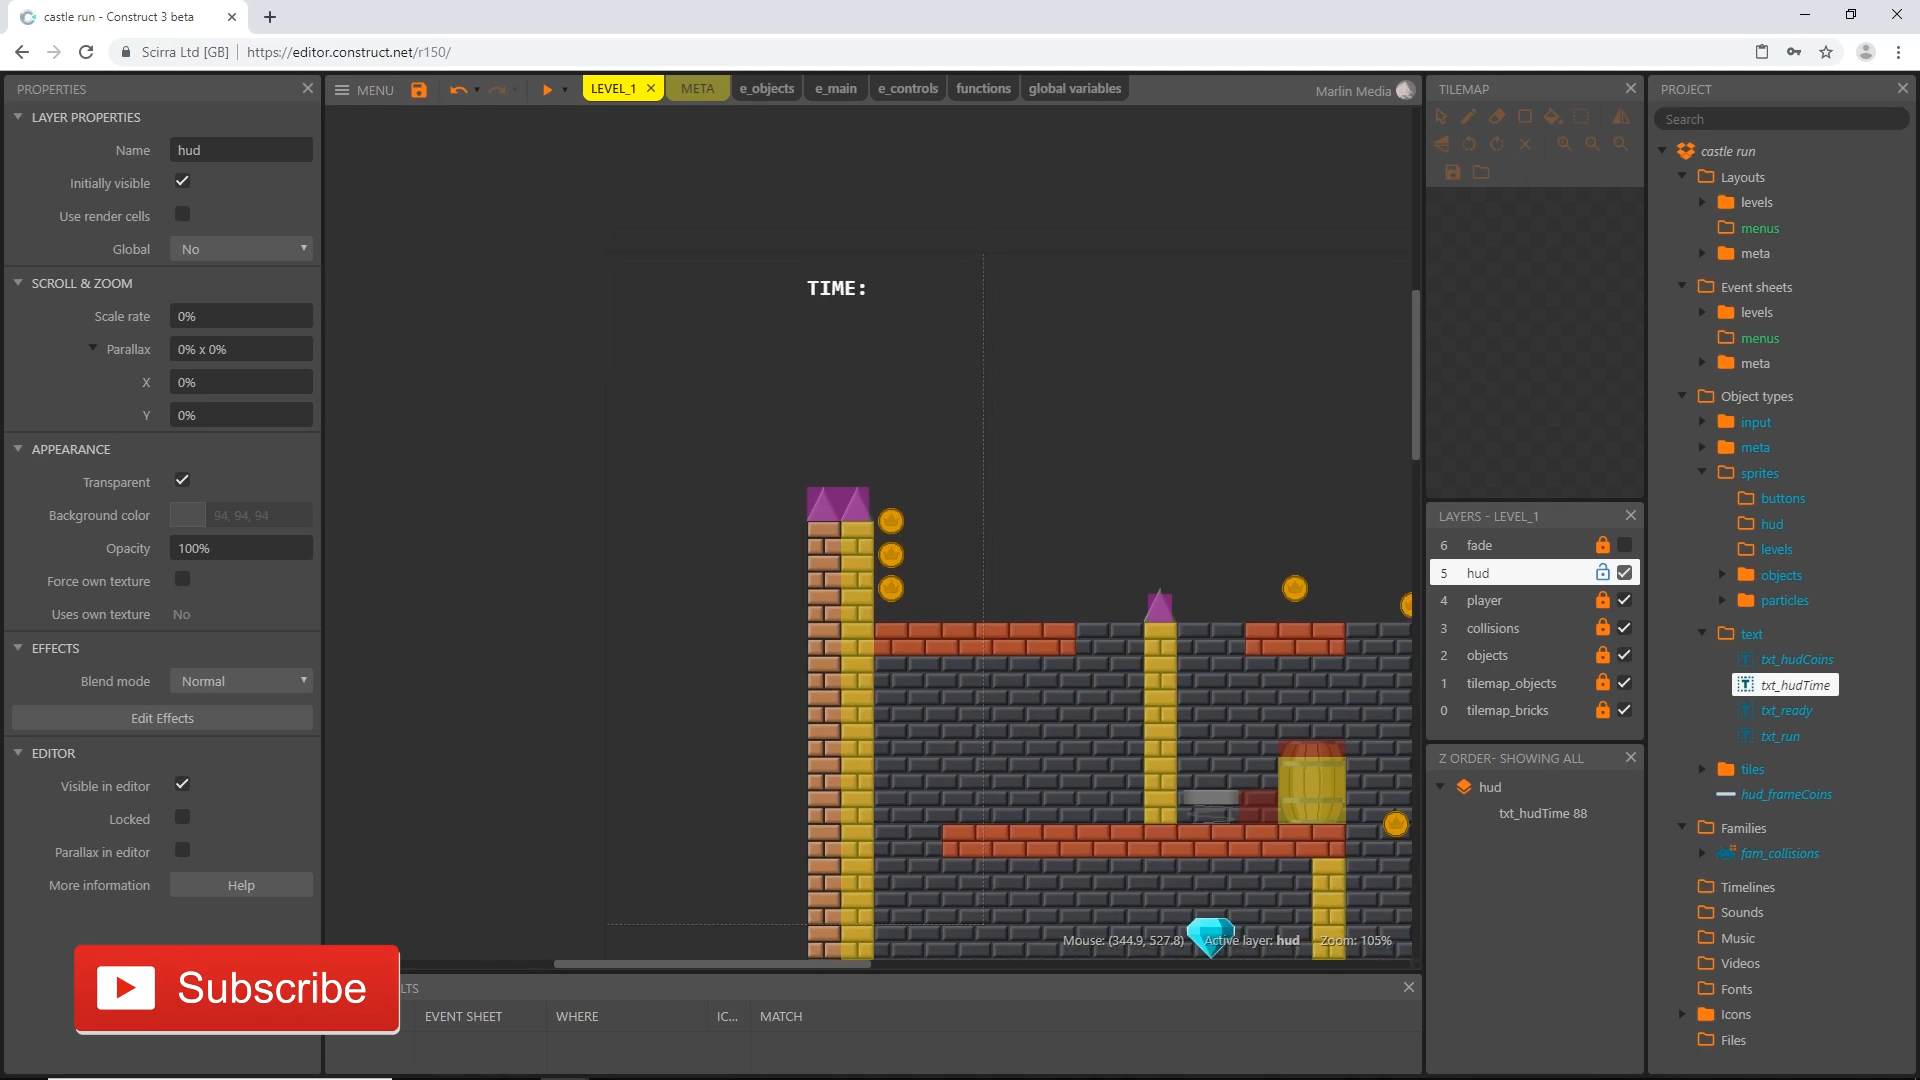 castle run - Construct 3 beta
Scirra Ltd [GB] https://editor.construct.net/r150/
PROPERTIES
LAYER PROPERTIES
Name hud
Initially visible
Use render cells
Global No
SCROLL & ZOOM
Scale rate 0%
Parallax 0% x 0%
X 0%
Y 0%
APPEARANCE
Transparent
Background color 94, 94, 94
Opacity 100%
Force own texture
Uses own texture No
EFFECTS
Blend mode Normal
Edit Effects
EDITOR
Visible in editor
Locked
Parallax in editor
More information Help
Subscribe
MENU
LEVEL_1 META e_objects e_main e_controls functions global variables
Marlin Media
TIME:
Mouse: (344.9, 527.8) Active layer: hud Zoom: 105%
LTS
EVENT SHEET WHERE IC... MATCH
TILEMAP
LAYERS - LEVEL_1
6 fade
5 hud
4 player
3 collisions
2 objects
1 tilemap_objects
0 tilemap_bricks
Z ORDER- SHOWING ALL
hud
txt_hudTime 88
PROJECT
Search
castle run
Layouts
levels
menus
meta
Event sheets
levels
menus
meta
Object types
input
meta
sprites
buttons
hud
levels
objects
particles
text
txt_hudCoins
txt_hudTime
txt_ready
txt_run
tiles
hud_frameCoins
Families
fam_collisions
Timelines
Sounds
Music
Videos
Fonts
Icons
Files